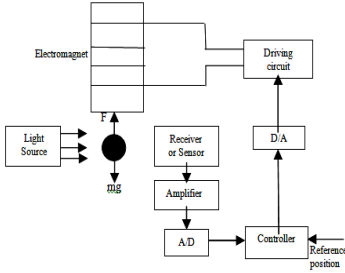 Electromagnet
Driving
circuit
F
Light
Source
Receiver
or Sensor
D/A
mg
Amplifier
A/D
Controller
Reference
position